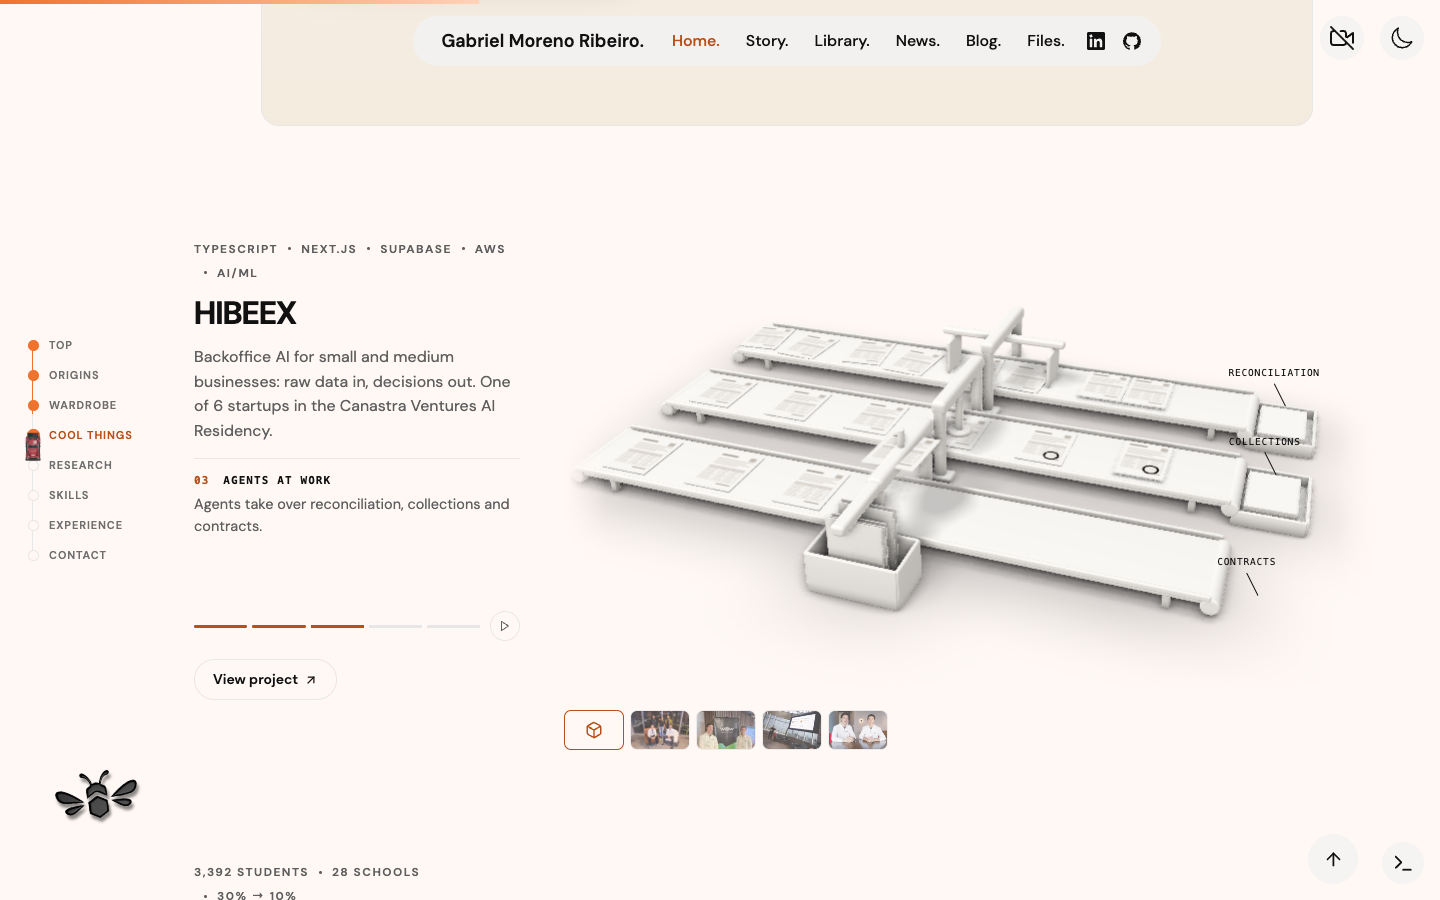 Gabriel Moreno Ribeiro. Home. Story. Library. News. Blog. Files.
TYPESCRIPT • NEXT.JS • SUPABASE • AWS
• AI/ML
HIBEEX
Backoffice AI for small and medium
businesses: raw data in, decisions out. One
of 6 startups in the Canastra Ventures AI
Residency.
03 AGENTS AT WORK
Agents take over reconciliation, collections and
contracts.
View project
TOP
ORIGINS
WARDROBE
COOL THINGS
RESEARCH
SKILLS
EXPERIENCE
CONTACT
RECONCILIATION
COLLECTIONS
CONTRACTS
3,392 STUDENTS • 28 SCHOOLS
• 30% → 10%